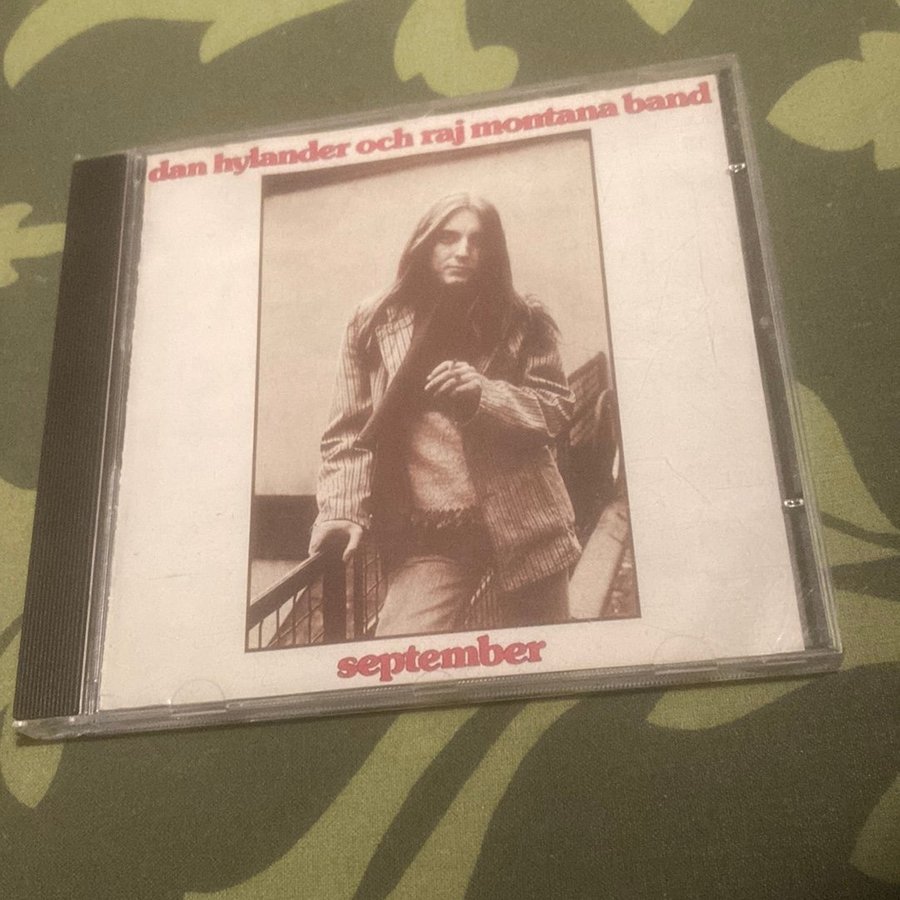 dan hylander och raj montana band
september